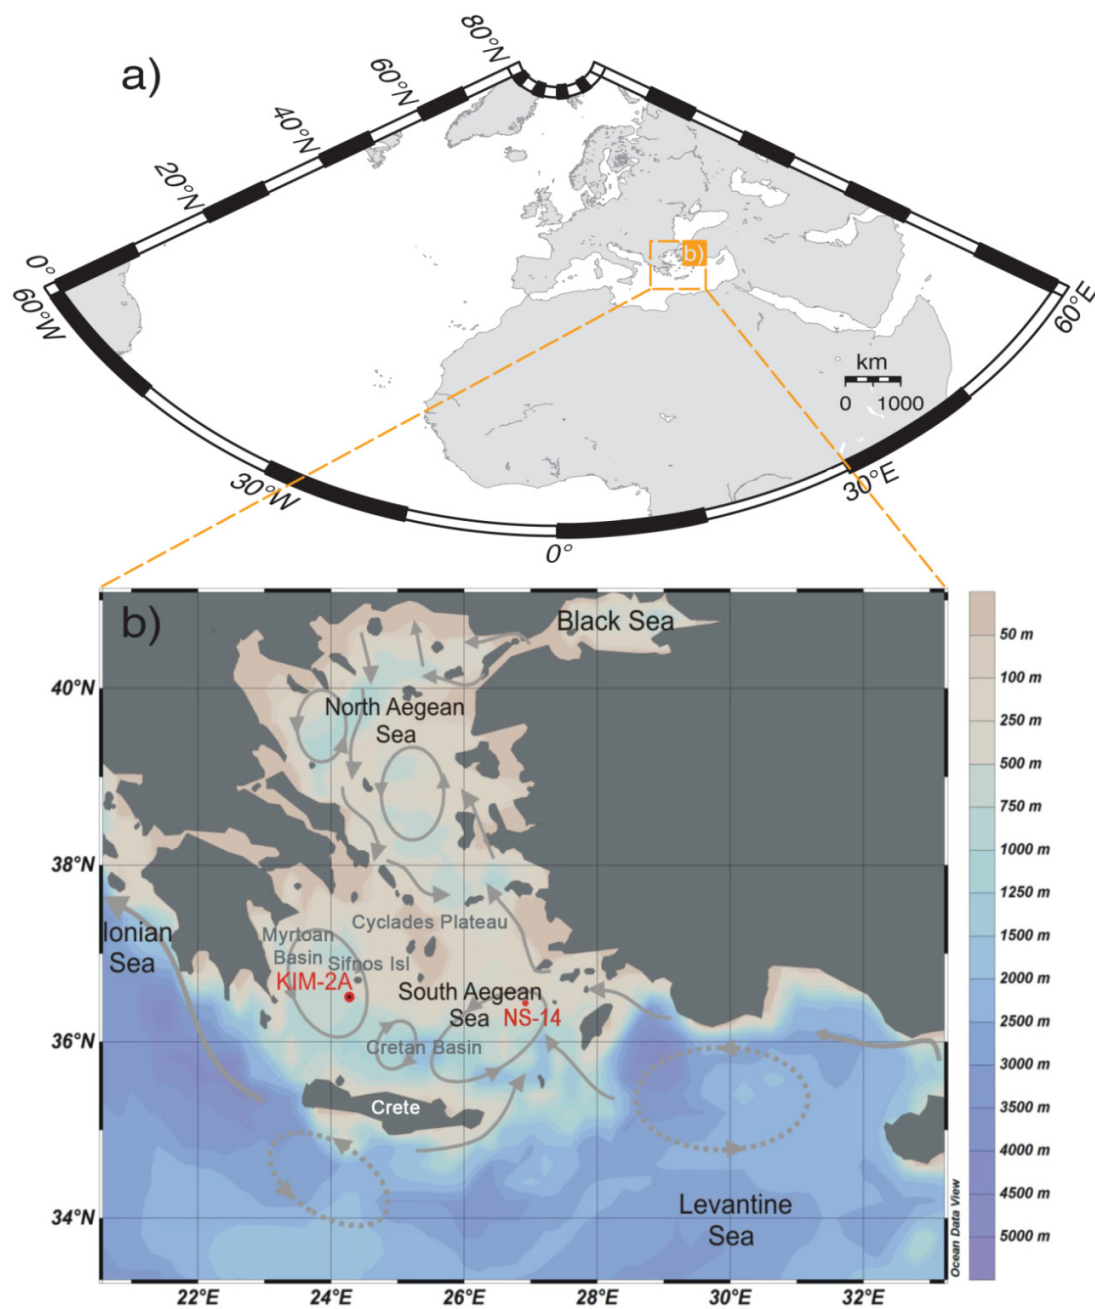 a)
80°N
60°N
40°N
20°N
0°
60°W
30°W
0°
30°E
60°E
b)
km
0 1000
b)
Black Sea
North Aegean
Sea
Cyclades Plateau
Ionian
Sea
Myrtoan
Basin
Sifnos Isl
KIM-2A
South Aegean
Sea
NS-14
Cretan Basin
Crete
Levantine
Sea
40°N
38°N
36°N
34°N
22°E
24°E
26°E
28°E
30°E
32°E
50 m
100 m
250 m
500 m
750 m
1000 m
1250 m
1500 m
2000 m
2500 m
3000 m
3500 m
4000 m
4500 m
5000 m
Ocean Data View